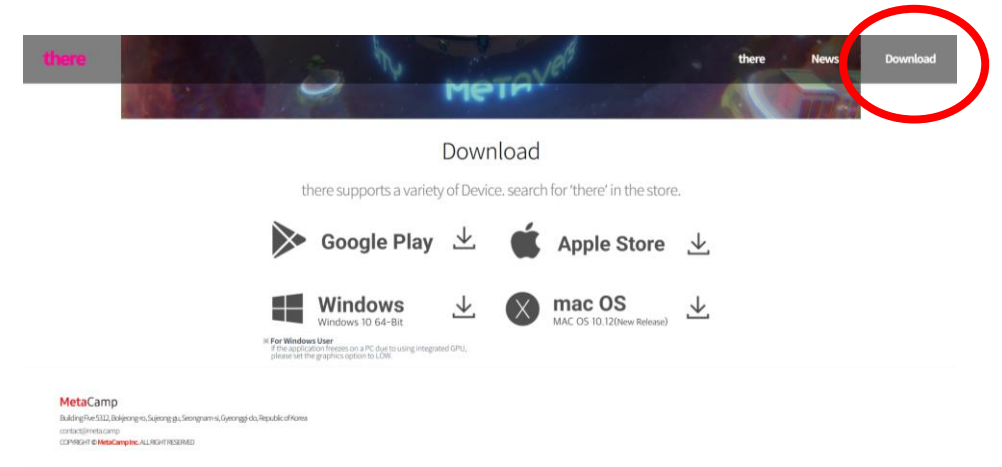 there
there News Download
METAVERS
Download
there supports a variety of Device. search for 'there' in the store.
Google Play
Apple Store
Windows
Windows 10 64-Bit
mac OS
MAC OS 10.12(New Release)
※ For Windows User
If the application freezes on a PC due to using integrated GPU,
please set the graphics option to LOW.
MetaCamp
Building Five 5312, Bokjeong-ro, Sujeong-gu, Seongnam-si, Gyeonggi-do, Republic of Korea
contact@meta.camp
COPYRIGHT © MetaCamp Inc. ALL RIGHT RESERVED